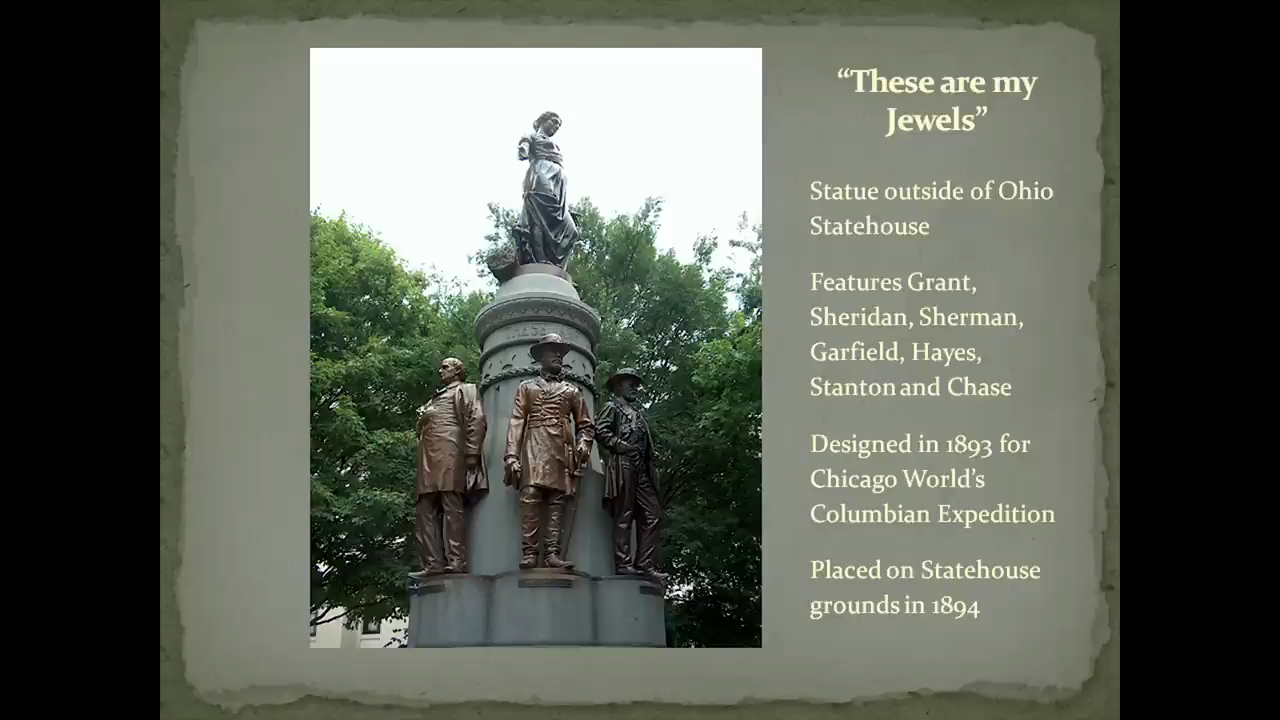 “These are my
Jewels”
Statue outside of Ohio
Statehouse
Features Grant,
Sheridan, Sherman,
Garfield, Hayes,
Stanton and Chase
Designed in 1893 for
Chicago World’s
Columbian Expedition
Placed on Statehouse
grounds in 1894